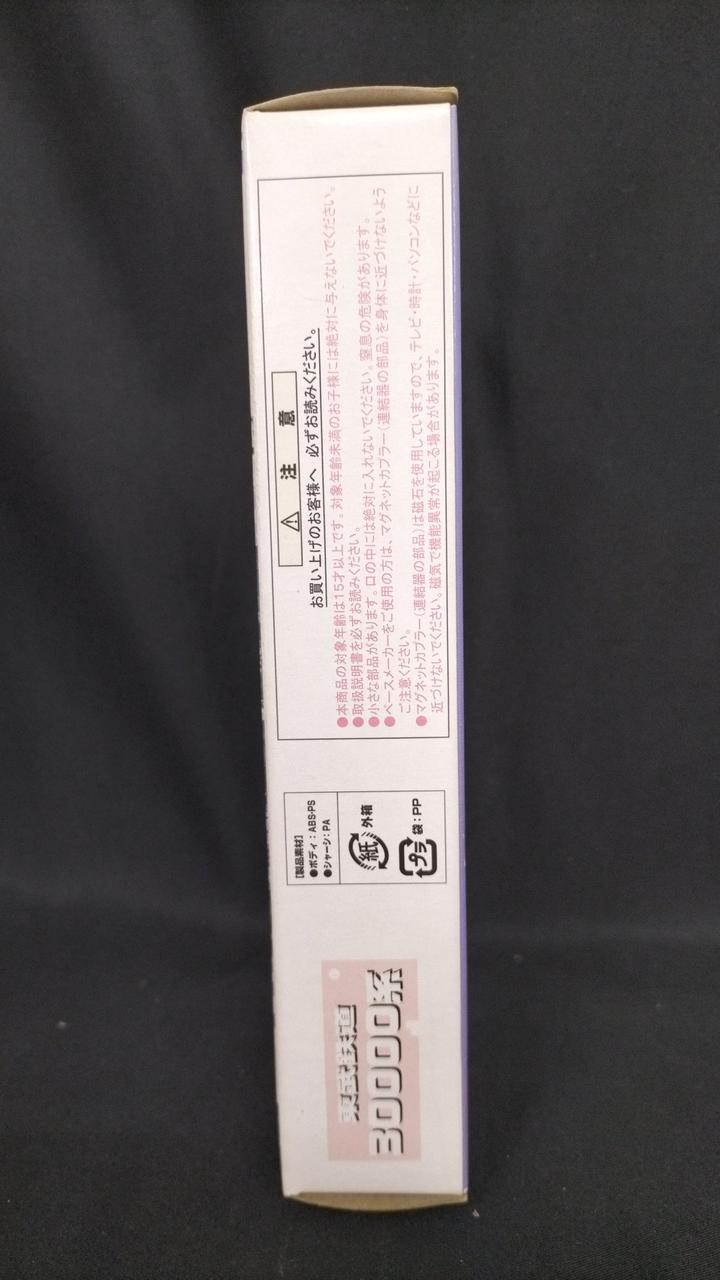 東武鉄道
30000系
[製品素材]
●ボディ：ABS・PS
●シャーシ：PA
紙 外箱
プラ 袋：PP
⚠ 注 意
お買い上げのお客様へ 必ずお読みください。
●本商品の対象年齢は15才以上です。対象年齢未満のお子様には絶対に与えないでください。
●取扱説明書を必ずお読みください。
●小さな部品があります。口の中には絶対に入れないでください。窒息の危険があります。
●ペースメーカーをご使用の方は、マグネットカプラー（連結器の部品）を身体に近づけないよう
ご注意ください。
●マグネットカプラー（連結器の部品）は磁石を使用していますので、テレビ・時計・パソコンなどに
近づけないでください。磁気で機能異常が起こる場合があります。